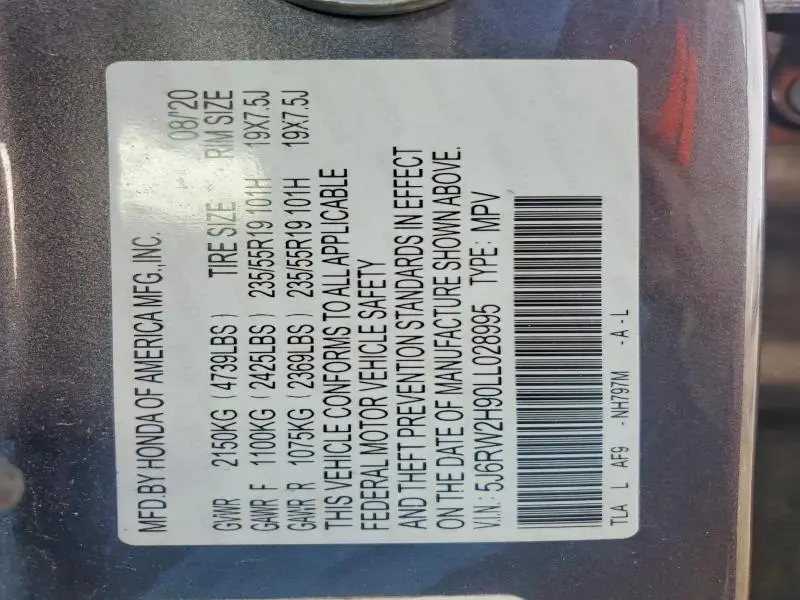 MFD.BY HONDA OF AMERICA MFG.,INC. 08/'20
GVWR 2150KG (4739LBS) TIRE SIZE RIM SIZE
GAWR F 1100KG (2425LBS) 235/55R19 101H 19X7.5J
GAWR R 1075KG (2369LBS) 235/55R19 101H 19X7.5J
THIS VEHICLE CONFORMS TO ALL APPLICABLE
FEDERAL MOTOR VEHICLE SAFETY
AND THEFT PREVENTION STANDARDS IN EFFECT
ON THE DATE OF MANUFACTURE SHOWN ABOVE.
V.I.N.: 5J6RW2H90LL028995 TYPE: MPV
TLA L AF9 -NH797M -A-L